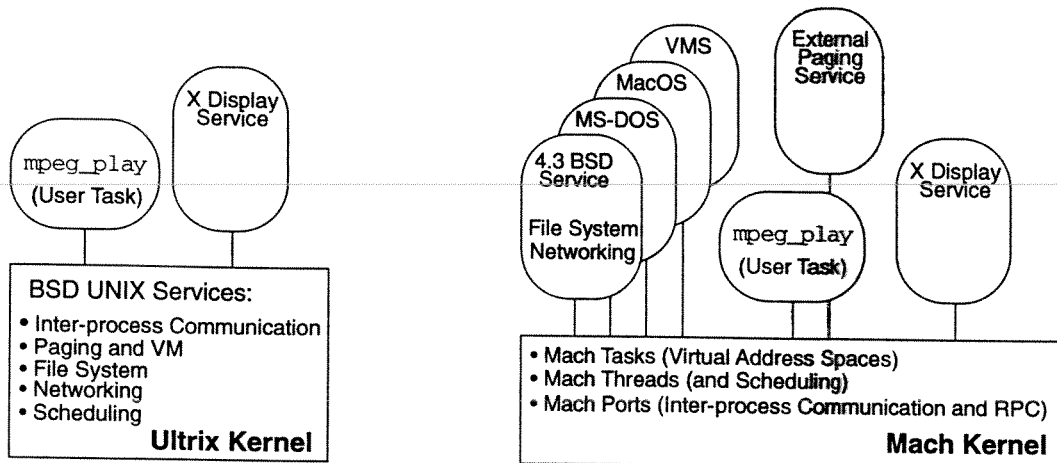 X Display
Service
mpeg_play
(User Task)
BSD UNIX Services:
• Inter-process Communication
• Paging and VM
• File System
• Networking
• Scheduling
Ultrix Kernel
VMS
MacOS
MS-DOS
4.3 BSD
Service
File System
Networking
External
Paging
Service
mpeg_play
(User Task)
X Display
Service
• Mach Tasks (Virtual Address Spaces)
• Mach Threads (and Scheduling)
• Mach Ports (Inter-process Communication and RPC)
Mach Kernel